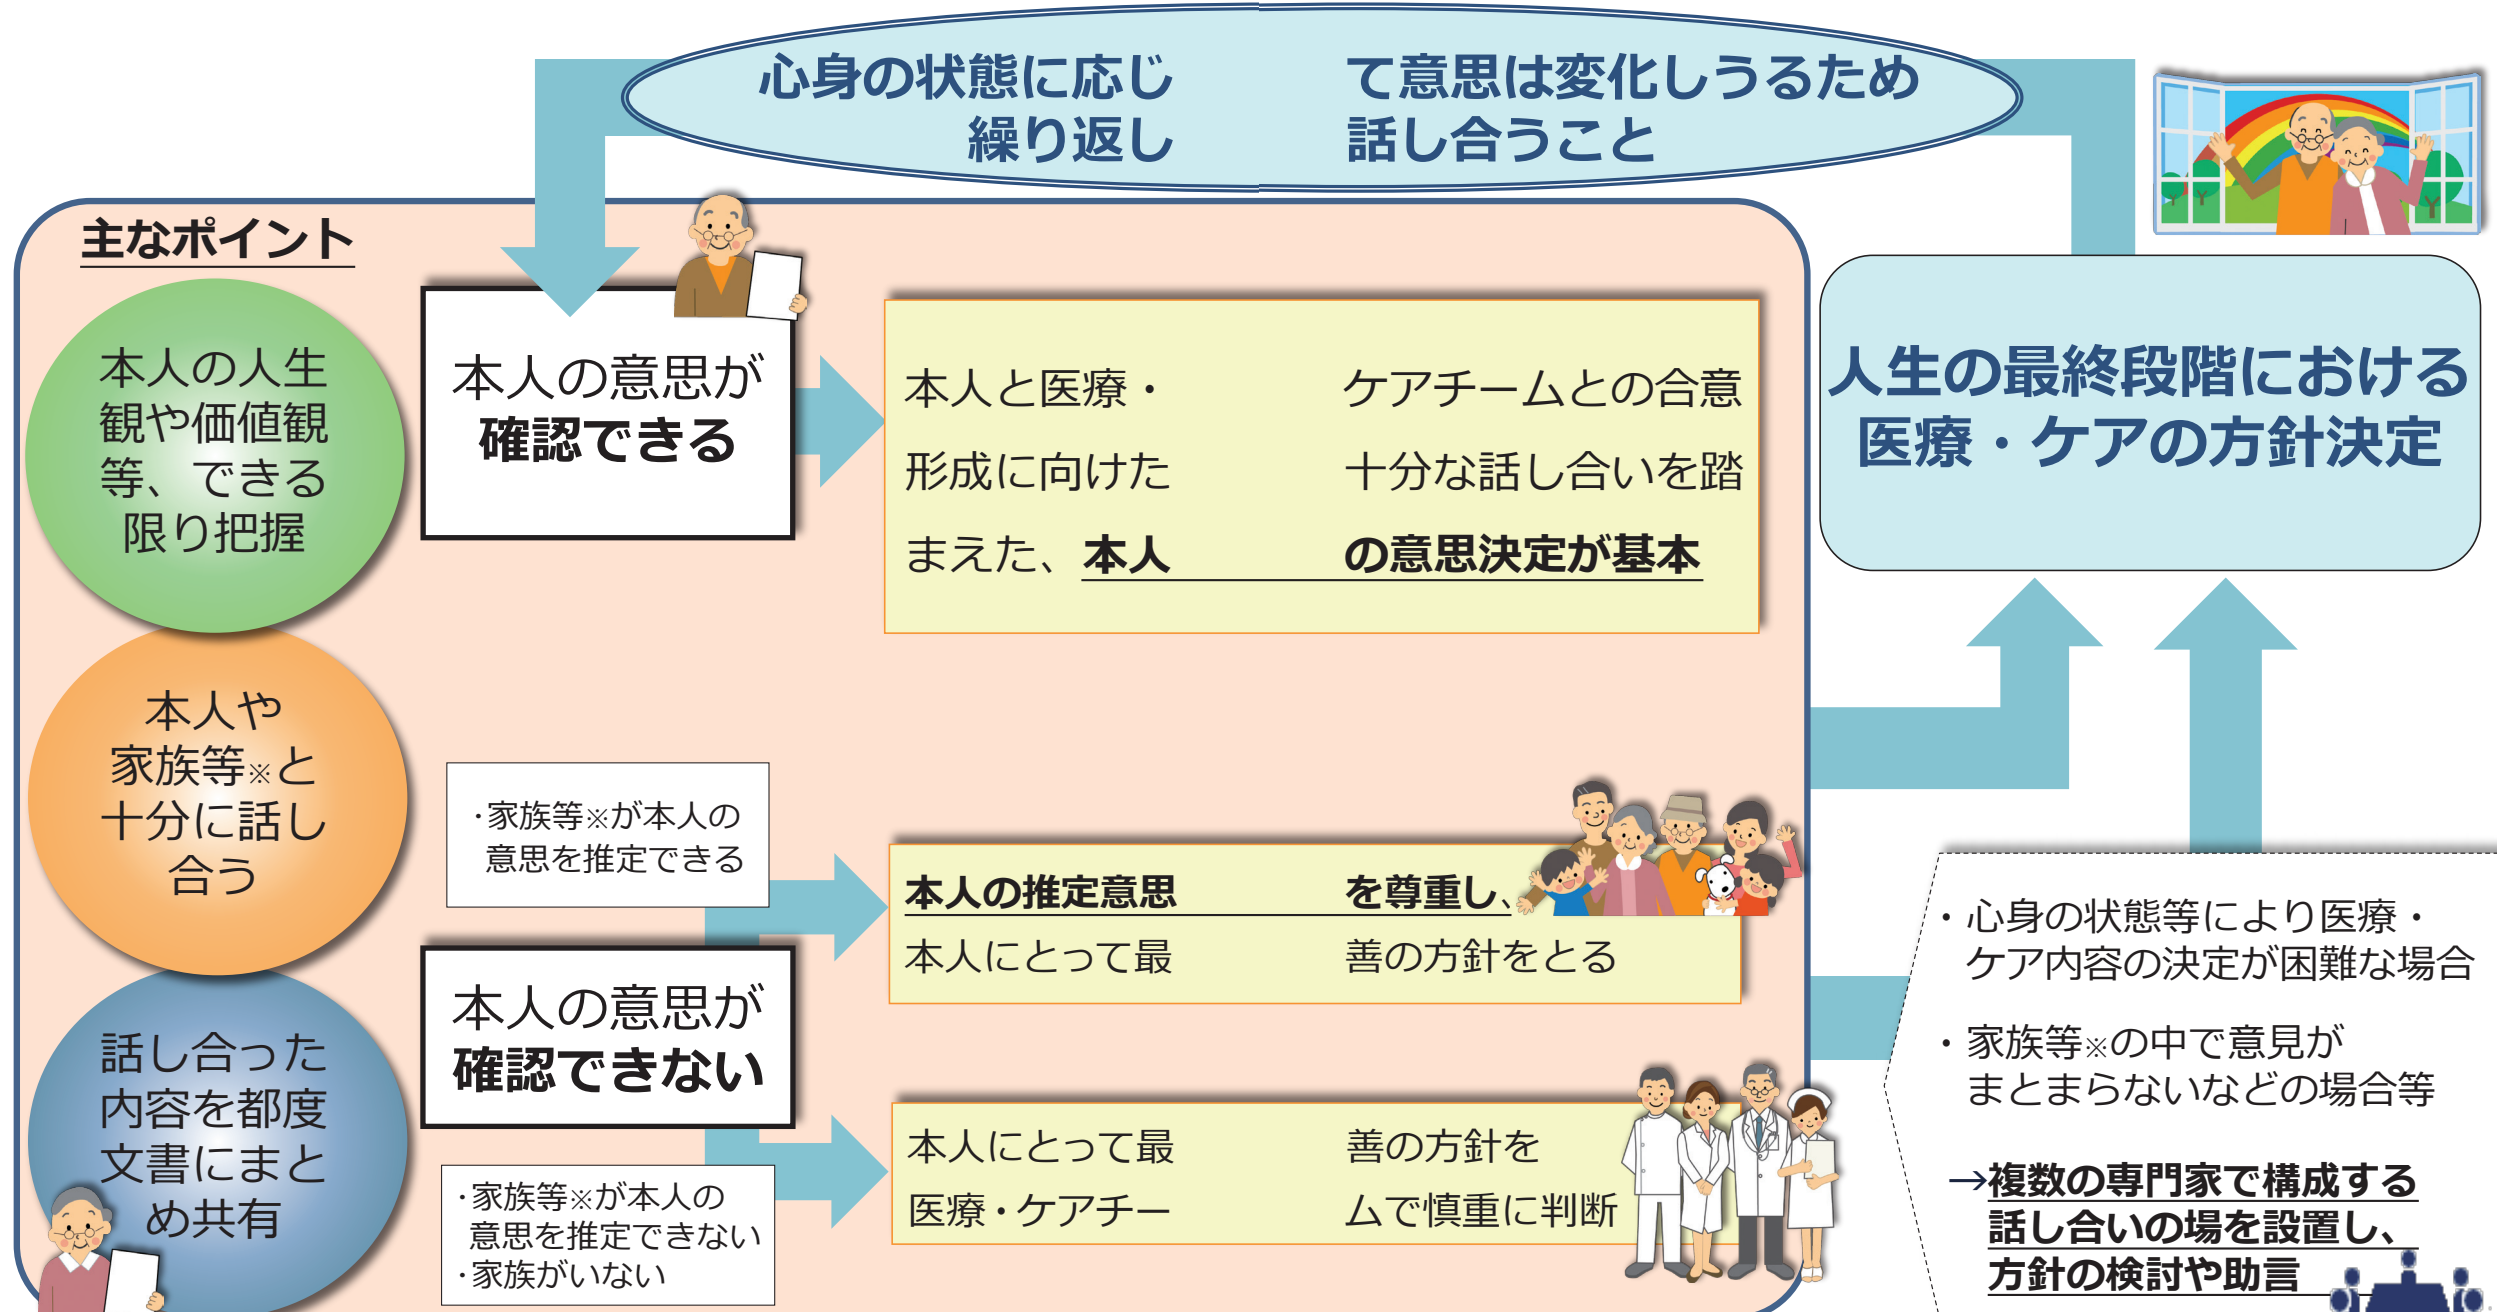 心身の状態に応じて意思は変化しうるため
繰り返し話し合うこと
主なポイント
本人の人生
観や価値観
等、できる
限り把握
本人や
家族等※と
十分に話し
合う
話し合った
内容を都度
文書にまと
め共有
本人の意思が
確認できる
本人と医療・ケアチームとの合意
形成に向けた十分な話し合いを踏
まえた、本人の意思決定が基本
・家族等※が本人の
意思を推定できる
本人の意思が
確認できない
・家族等※が本人の
意思を推定できない
・家族がいない
本人の推定意思を尊重し、
本人にとって最善の方針をとる
本人にとって最善の方針を
医療・ケアチームで慎重に判断
人生の最終段階における
医療・ケアの方針決定
・心身の状態等により医療・
ケア内容の決定が困難な場合
・家族等※の中で意見が
まとまらないなどの場合等
→複数の専門家で構成する
話し合いの場を設置し、
方針の検討や助言